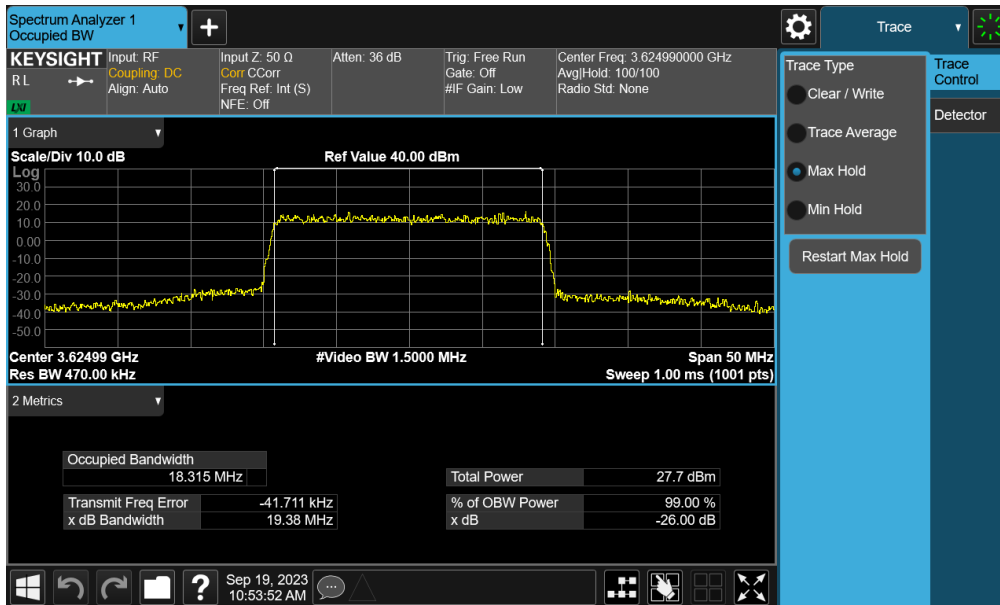 Spectrum Analyzer 1
Occupied BW
+
Trace
KEYSIGHT
R L
LXI
Input: RF
Coupling: DC
Align: Auto
Input Z: 50 Ω
Corr CCorr
Freq Ref: Int (S)
NFE: Off
Atten: 36 dB
Trig: Free Run
Gate: Off
#IF Gain: Low
Center Freq: 3.624990000 GHz
Avg|Hold: 100/100
Radio Std: None
Trace Type
Clear / Write
Trace Average
Max Hold
Min Hold
Restart Max Hold
Trace
Control
Detector
1 Graph
Scale/Div 10.0 dB
Ref Value 40.00 dBm
Log
30.0
20.0
10.0
0.00
-10.0
-20.0
-30.0
-40.0
-50.0
Center 3.62499 GHz
#Video BW 1.5000 MHz
Span 50 MHz
Res BW 470.00 kHz
Sweep 1.00 ms (1001 pts)
2 Metrics
Occupied Bandwidth
18.315 MHz
Total Power 27.7 dBm
Transmit Freq Error -41.711 kHz
% of OBW Power 99.00 %
x dB Bandwidth 19.38 MHz
x dB -26.00 dB
?
Sep 19, 2023
10:53:52 AM